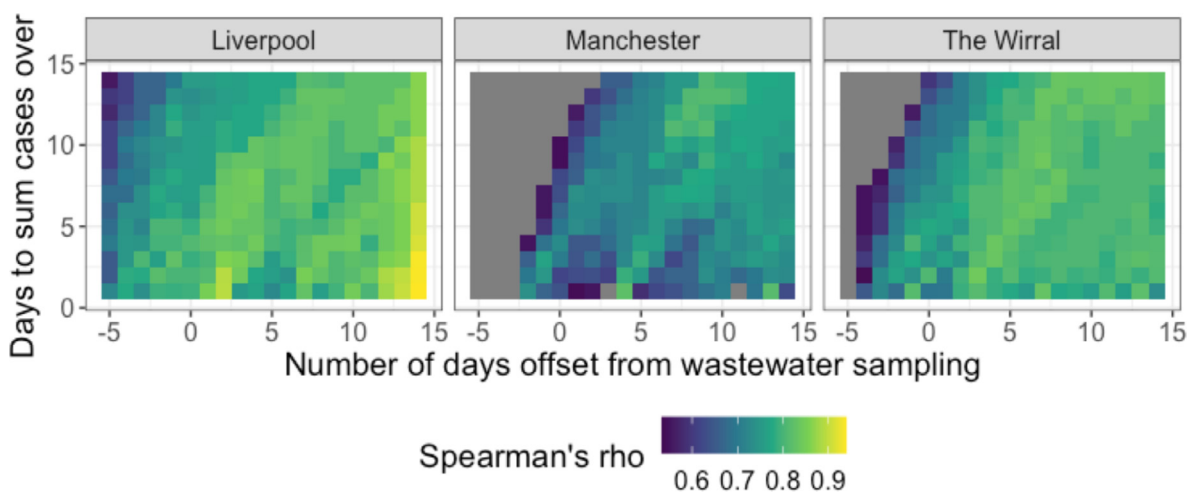 Liverpool Manchester The Wirral
Days to sum cases over
15
10
5
0
-5 0 5 10 15 -5 0 5 10 15 -5 0 5 10 15
Number of days offset from wastewater sampling
Spearman's rho
0.6 0.7 0.8 0.9